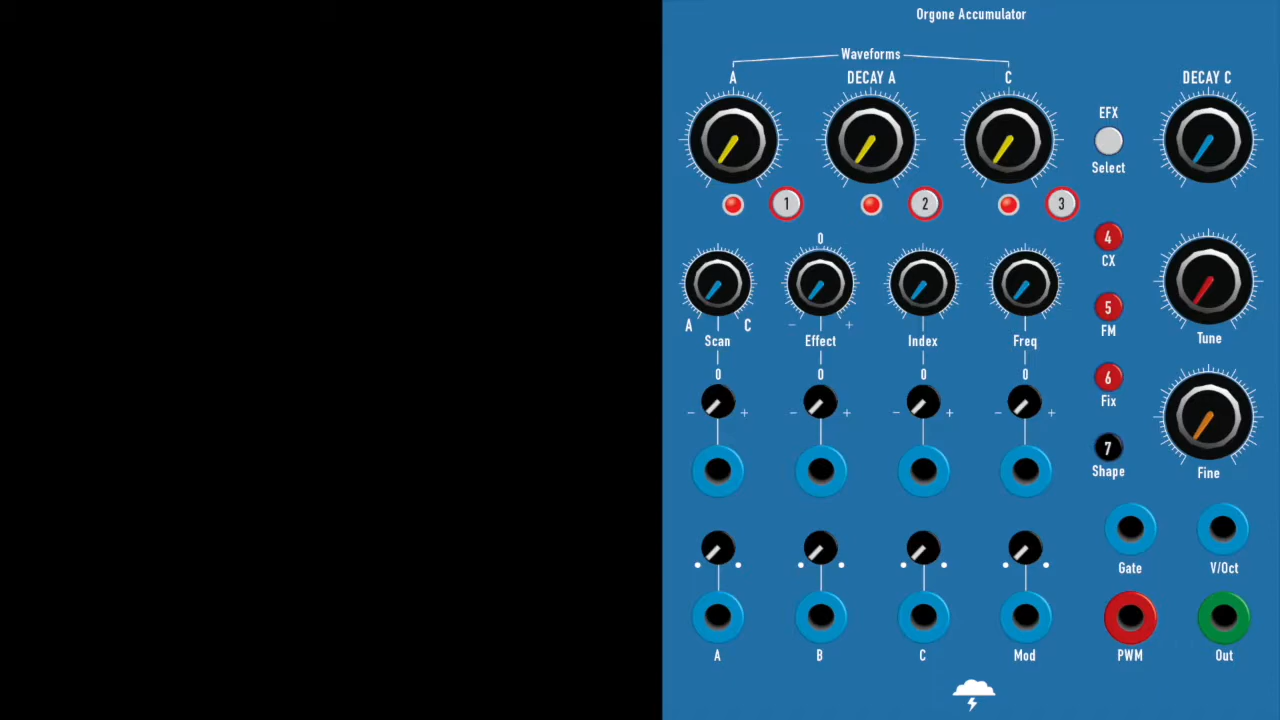 Orgone Accumulator
Waveforms
A DECAY A C DECAY C
EFX
Select
1 2 3
4
CX
0
A C
− +
Scan Effect Index Freq
5
FM
Tune
0 0 0 0
6
Fix
− + − + − + − +
7
Shape
Fine
Gate V/Oct
A B C Mod PWM Out